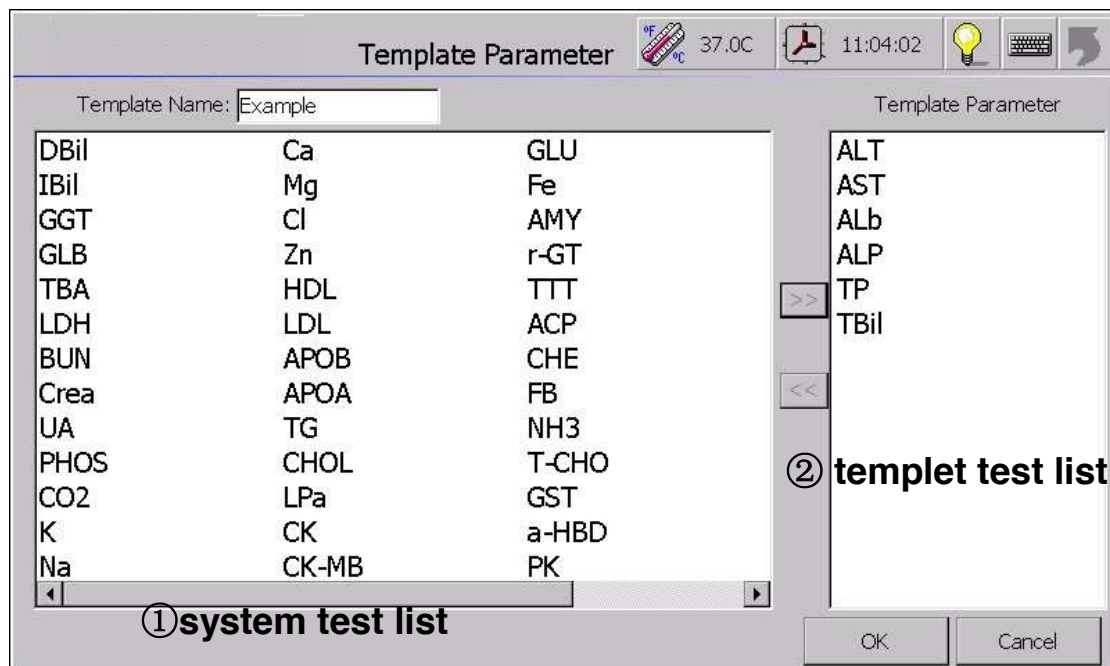 Template Parameter
°F
°C
37.0C
11:04:02
Template Name: Example
Template Parameter
DBil Ca GLU
IBil Mg Fe
GGT Cl AMY
GLB Zn r-GT
TBA HDL TTT
LDH LDL ACP
BUN APOB CHE
Crea APOA FB
UA TG NH3
PHOS CHOL T-CHO
CO2 LPa GST
K CK a-HBD
Na CK-MB PK
>>
<<
ALT
AST
ALb
ALP
TP
TBil
② templet test list
①system test list
OK Cancel